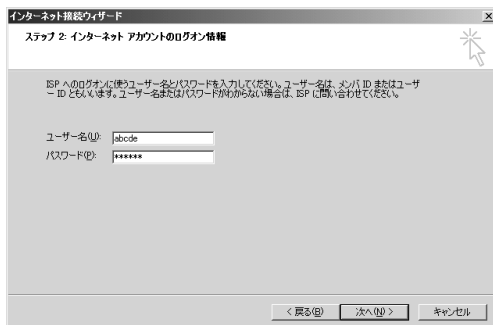 インターネット接続ウィザード
ステップ 2: インターネット アカウントのログオン情報
ISP へのログオンに使うユーザー名とパスワードを入力してください。ユーザー名は、メンバ ID またはユーザ
ー ID ともいいます。ユーザー名またはパスワードがわからない場合は、ISP に問い合わせてください。
ユーザー名(U): abcde
パスワード(P): ******
< 戻る(B) 次へ(N) > キャンセル